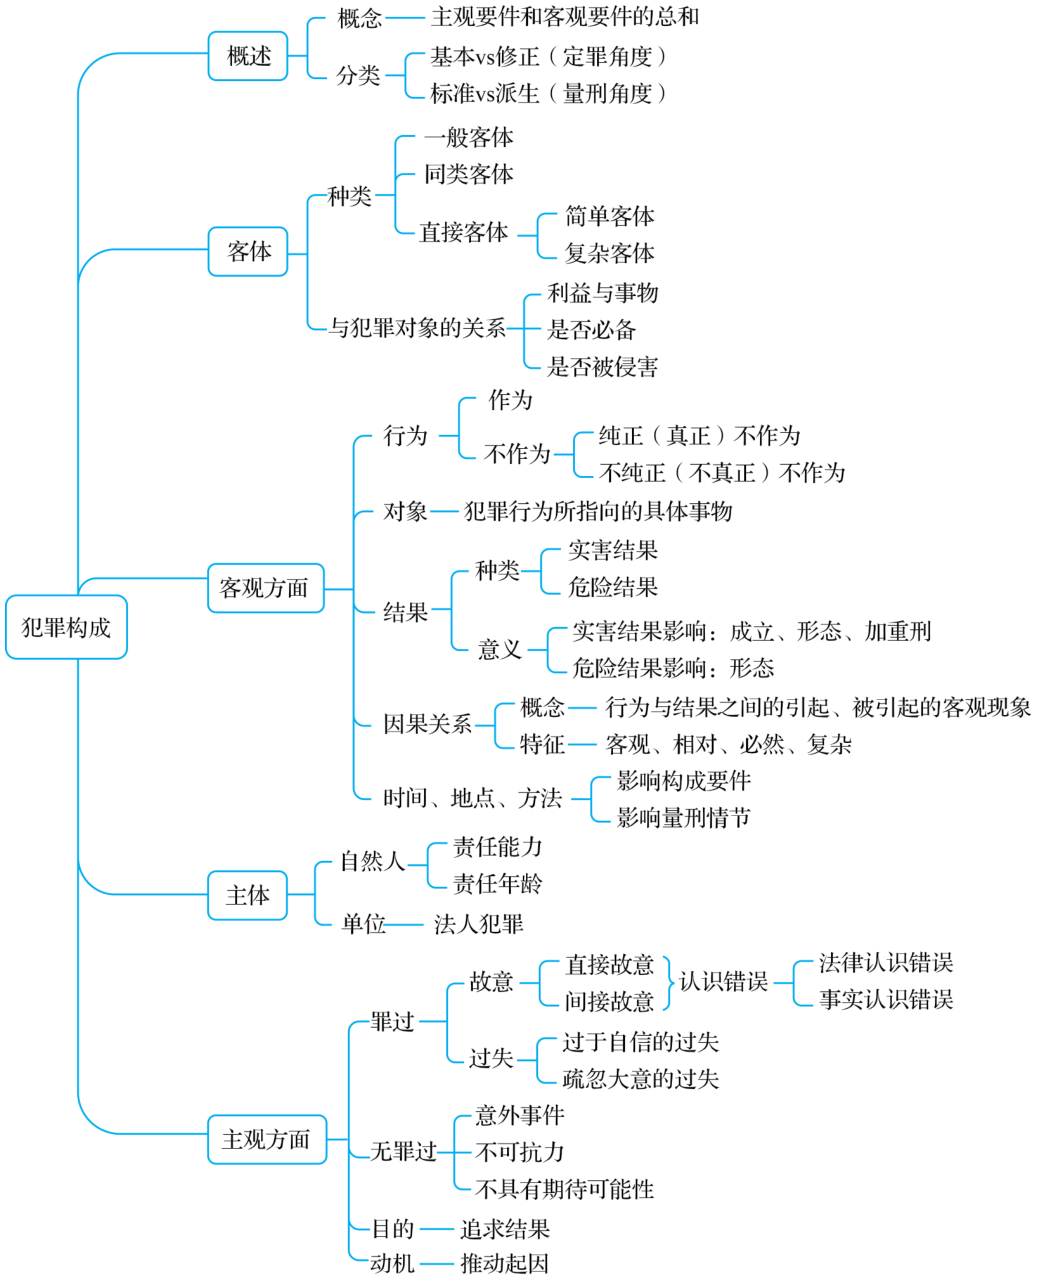 概念
主观要件和客观要件的总和
概述
分类
基本vs修正（定罪角度）
标准vs派生（量刑角度）
一般客体
种类
同类客体
直接客体
简单客体
复杂客体
客体
与犯罪对象的关系
利益与事物
是否必备
是否被侵害
作为
行为
不作为
纯正（真正）不作为
不纯正（不真正）不作为
对象
犯罪行为所指向的具体事物
客观方面
结果
种类
实害结果
危险结果
意义
实害结果影响：成立、形态、加重刑
危险结果影响：形态
犯罪构成
因果关系
概念
行为与结果之间的引起、被引起的客观现象
特征
客观、相对、必然、复杂
时间、地点、方法
影响构成要件
影响量刑情节
自然人
责任能力
责任年龄
主体
单位
法人犯罪
罪过
故意
直接故意
间接故意
认识错误
法律认识错误
事实认识错误
过失
过于自信的过失
疏忽大意的过失
主观方面
无罪过
意外事件
不可抗力
不具有期待可能性
目的
追求结果
动机
推动起因